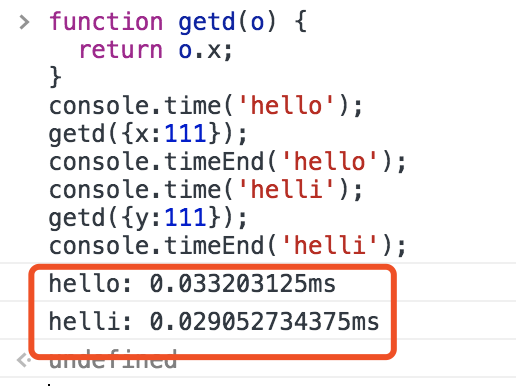 function getd(o) {
return o.x;
}
console.time('hello');
getd({x:111});
console.timeEnd('hello');
console.time('helli');
getd({y:111});
console.timeEnd('helli');
hello: 0.033203125ms
helli: 0.029052734375ms
undefined